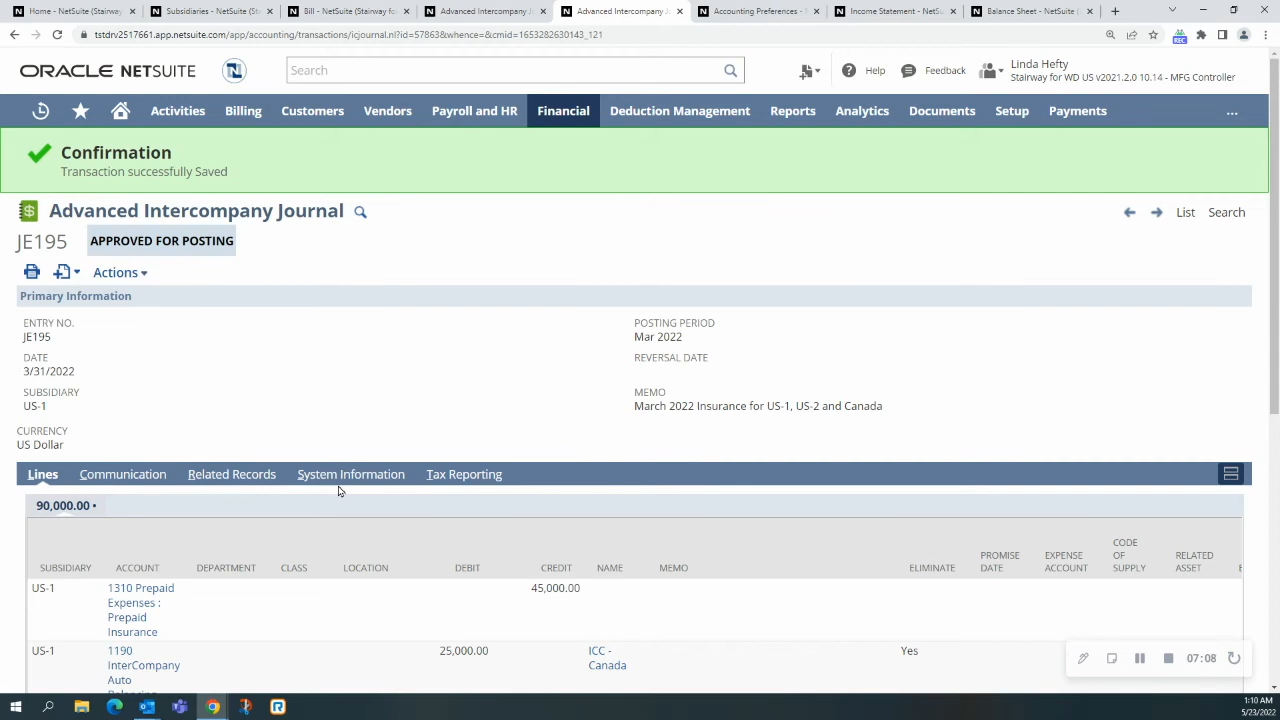 Home - NetSuite (Stairway
Subsidiaries - NetSuite (St
Bill - NetSuite (Stairway fo
Advanced Intercompany J
Advanced Intercompany J
Accounting Preferences -
Income Statement - NetSu
Balance Sheet - NetSuite (
tstdrv2517661.app.netsuite.com/app/accounting/transactions/icjournal.nl?id=57863&whence=&cmid=1653282630143_121
REC
ORACLE NETSUITE
N
Search
Help
Feedback
Linda Hefty
Stairway for WD US v2021.2.0 10.14 - MFG Controller
Activities
Billing
Customers
Vendors
Payroll and HR
Financial
Deduction Management
Reports
Analytics
Documents
Setup
Payments
...
Confirmation
Transaction successfully Saved
Advanced Intercompany Journal
List
Search
JE195
APPROVED FOR POSTING
Actions
Primary Information
ENTRY NO.
JE195
DATE
3/31/2022
SUBSIDIARY
US-1
CURRENCY
US Dollar
POSTING PERIOD
Mar 2022
REVERSAL DATE
MEMO
March 2022 Insurance for US-1, US-2 and Canada
Lines
Communication
Related Records
System Information
Tax Reporting
90,000.00 •
SUBSIDIARY
ACCOUNT
DEPARTMENT
CLASS
LOCATION
DEBIT
CREDIT
NAME
MEMO
ELIMINATE
PROMISE
DATE
EXPENSE
ACCOUNT
CODE
OF
SUPPLY
RELATED
ASSET
US-1
1310 Prepaid
Expenses :
Prepaid
Insurance
45,000.00
US-1
1190
InterCompany
Auto
Balancing
25,000.00
ICC -
Canada
Yes
07:08
1:10 AM
5/23/2022